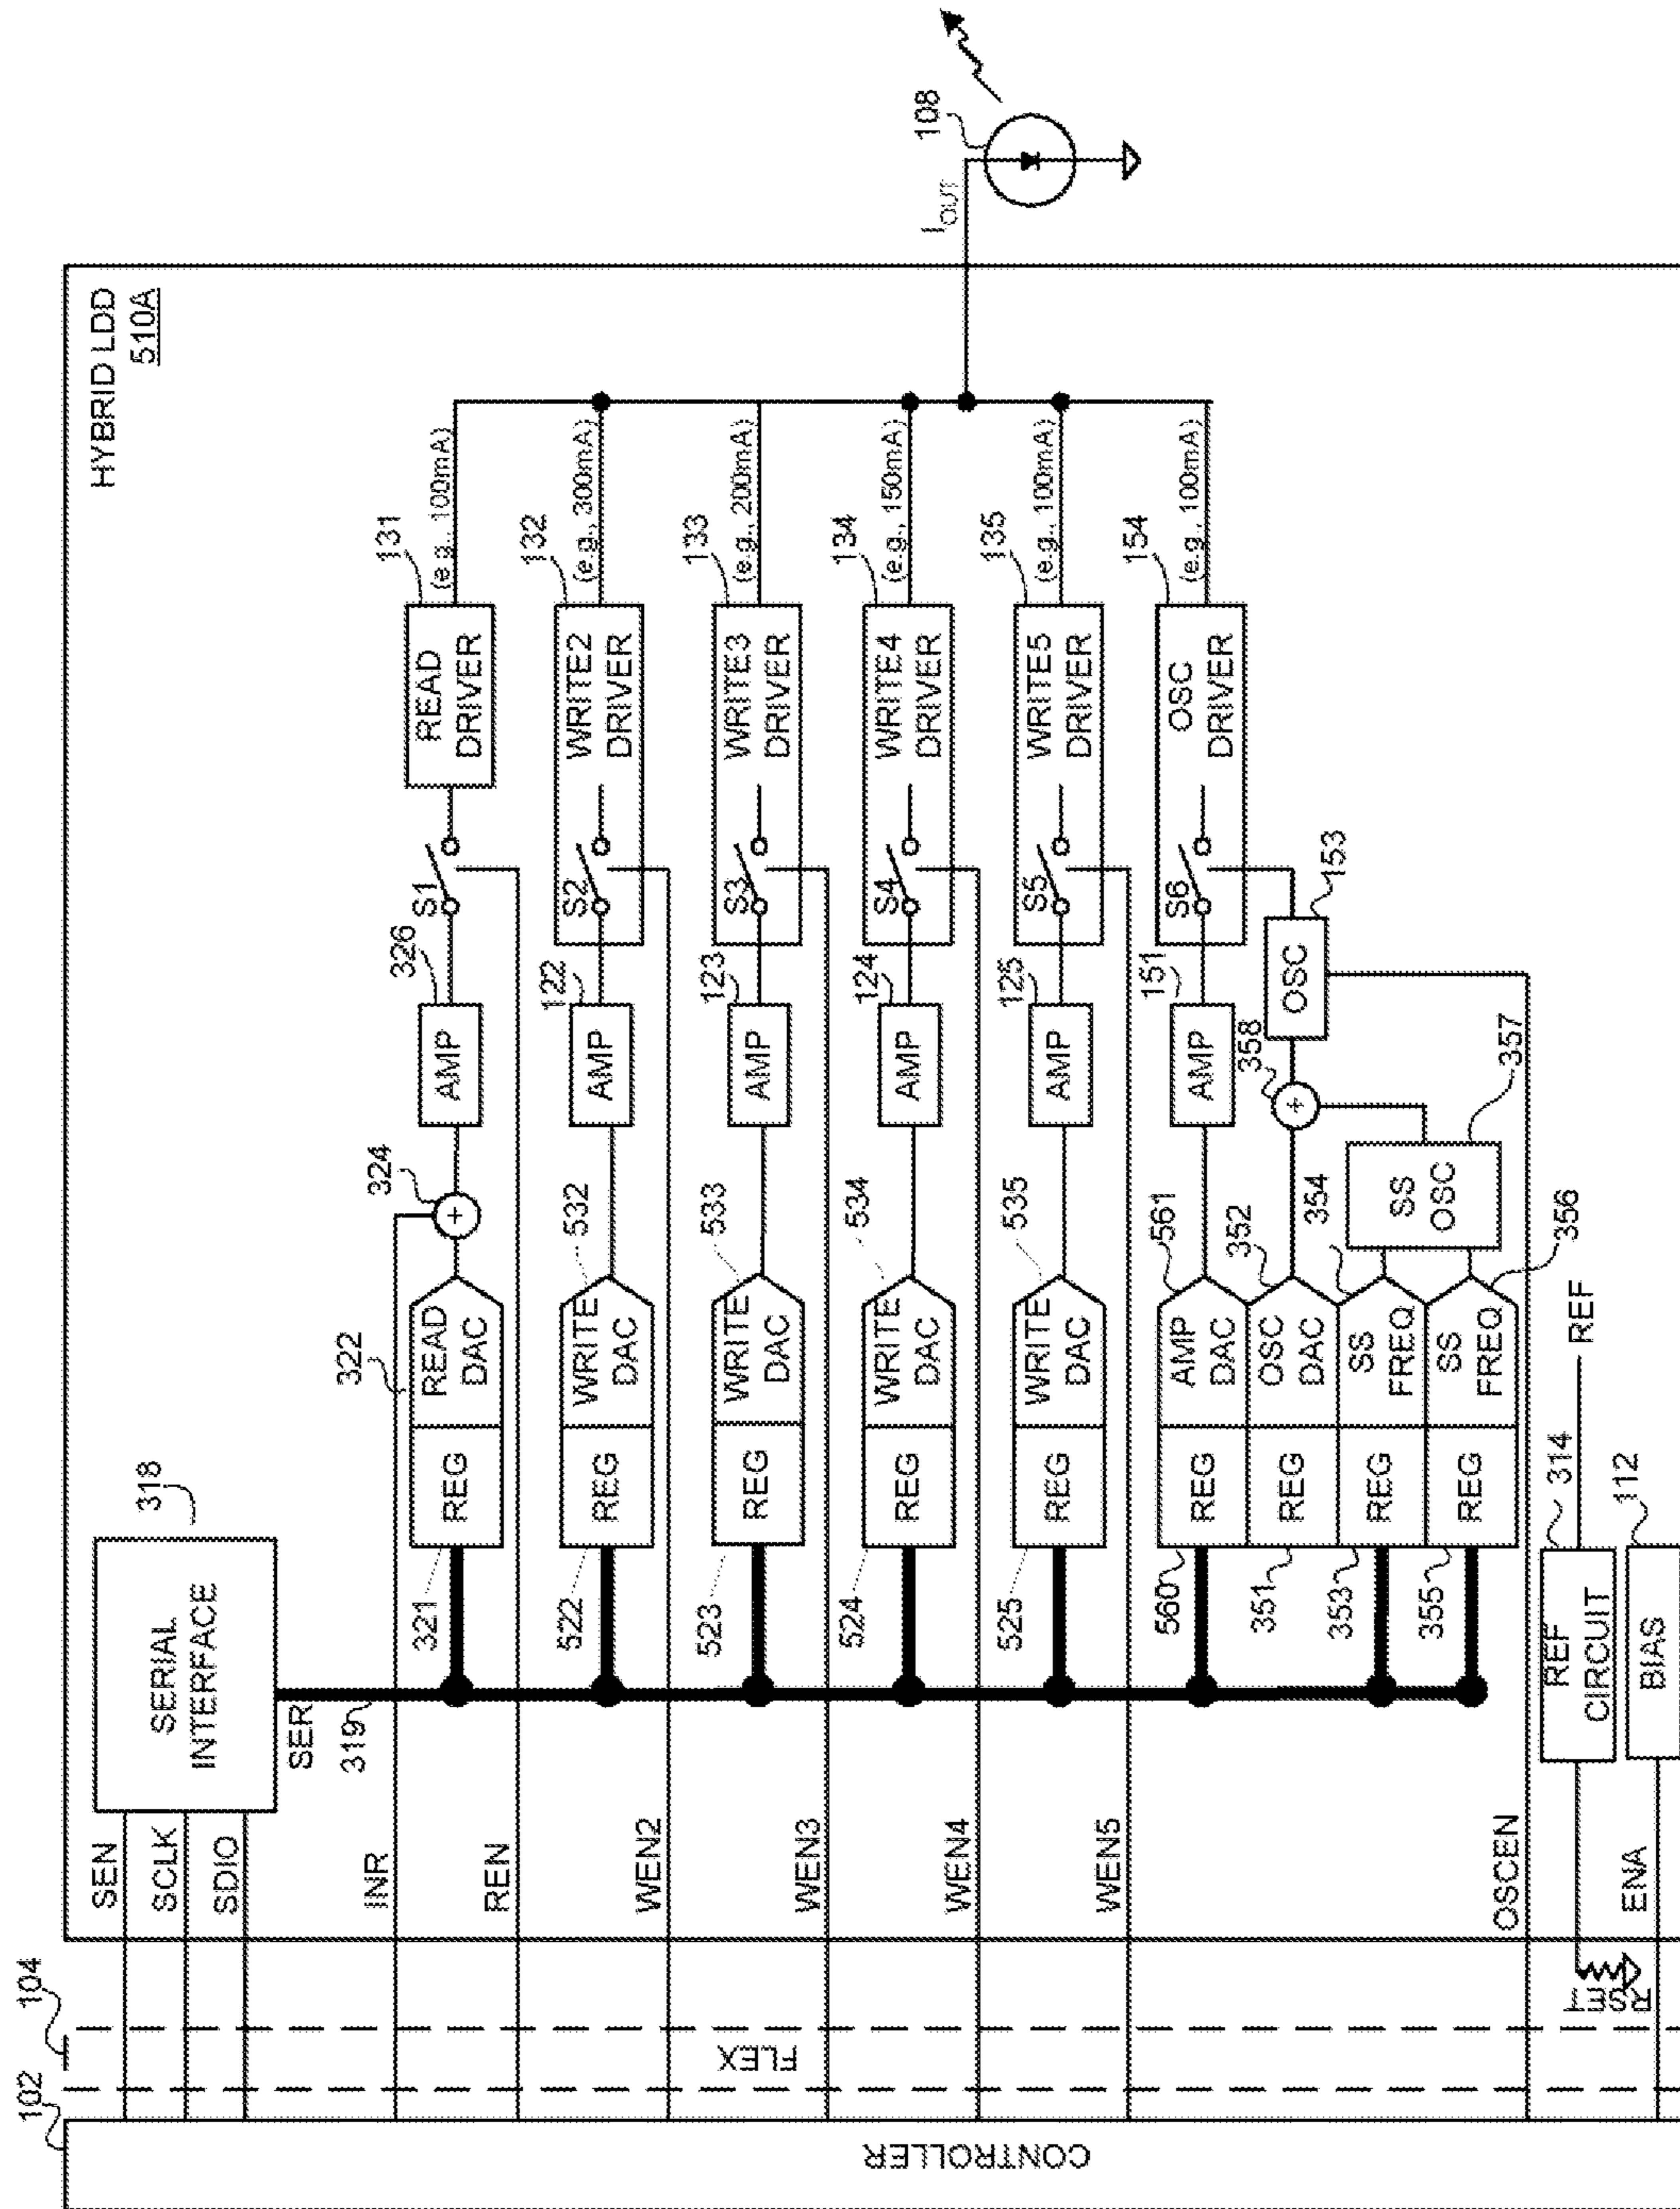 102
104
CONTROLLER
FLEX
HYBRID LDD
510A
SEN
SCLK
SDIO
SERIAL
INTERFACE
318
SER
319
INR
321
REG
READ
DAC
322
324
+
AMP
326
S1
READ
DRIVER
131
(e.g., 100mA)
REN
522
REG
WRITE
DAC
532
AMP
122
S2
WRITE2
DRIVER
132
(e.g., 300mA)
WEN2
523
REG
WRITE
DAC
533
AMP
123
S3
WRITE3
DRIVER
133
(e.g., 200mA)
WEN3
524
REG
WRITE
DAC
534
AMP
124
S4
WRITE4
DRIVER
134
(e.g., 150mA)
WEN4
525
REG
WRITE
DAC
535
AMP
125
S5
WRITE5
DRIVER
135
(e.g., 100mA)
WEN5
560
REG
AMP
DAC
561
AMP
151
S6
OSC
DRIVER
154
(e.g., 100mA)
351
REG
OSC
DAC
352
358
+
OSC
153
353
REG
SS
FREQ
354
SS
OSC
357
355
REG
SS
FREQ
356
OSCEN
RSET
REF
CIRCUIT
314
REF
ENA
BIAS
112
IOUT
108